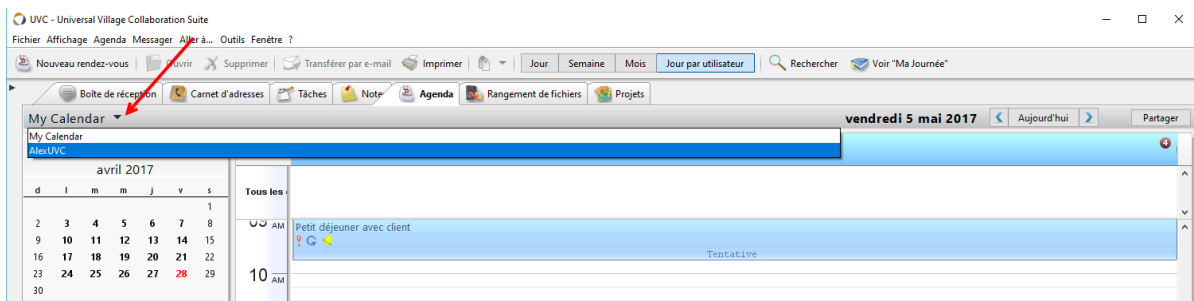 UVC - Universal Village Collaboration Suite
Fichier Affichage Agenda Messager Aller à... Outils Fenêtre ?
Nouveau rendez-vous Ouvrir Supprimer Transférer par e-mail Imprimer Jour Semaine Mois Jour par utilisateur Rechercher Voir "Ma Journée"
Boîte de réception Carnet d'adresses Tâches Note Agenda Rangement de fichiers Projets
My Calendar vendredi 5 mai 2017 Aujourd'hui Partager
My Calendar
AlexUVC
4
avril 2017
d l m m j v s
Tous les
1
2 3 4 5 6 7 8
09 AM Petit déjeuner avec client
9 10 11 12 13 14 15
16 17 18 19 20 21 22
Tentative
23 24 25 26 27 28 29
10 AM
30